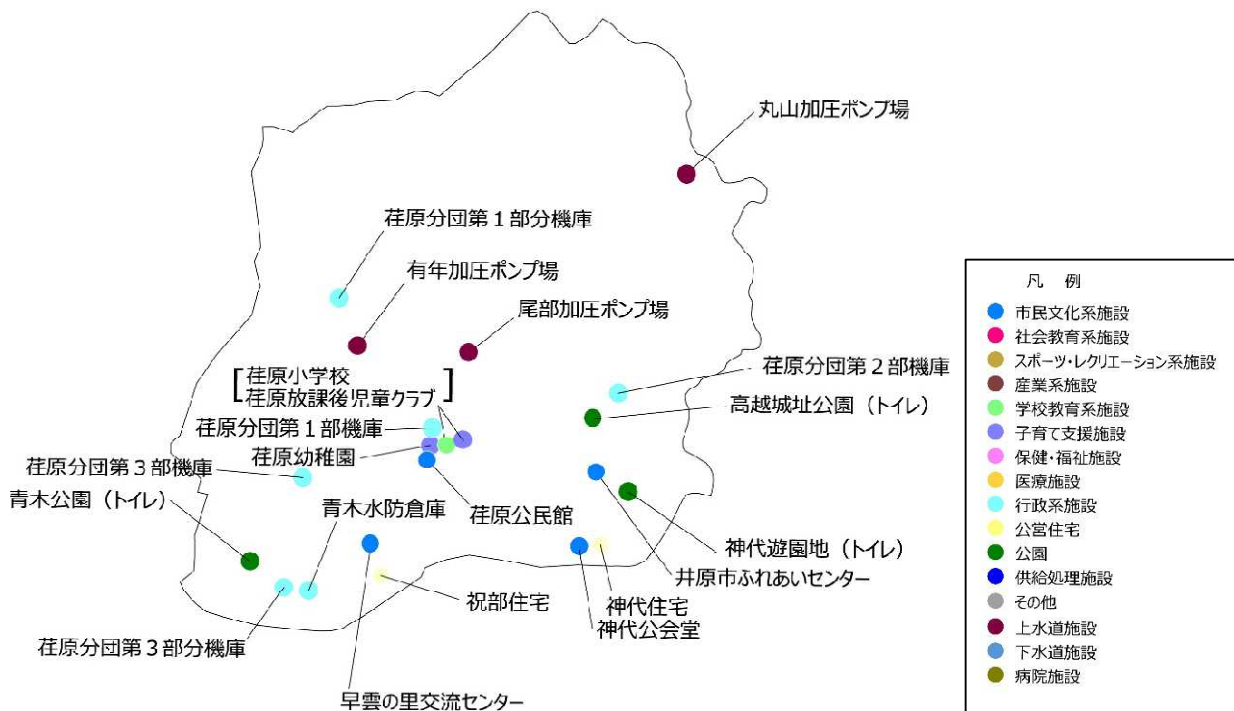 丸山加圧ポンプ場
荏原分団第１部分機庫
有年加圧ポンプ場
尾部加圧ポンプ場
荏原小学校
荏原放課後児童クラブ
荏原分団第２部機庫
高越城址公園（トイレ）
荏原分団第１部機庫
荏原幼稚園
荏原分団第３部機庫
青木公園（トイレ）
青木水防倉庫
荏原公民館
神代遊園地（トイレ）
井原市ふれあいセンター
祝部住宅
神代住宅
神代公会堂
荏原分団第３部分機庫
早雲の里交流センター
凡 例
市民文化系施設
社会教育系施設
スポーツ・レクリエーション系施設
産業系施設
学校教育系施設
子育て支援施設
保健・福祉施設
医療施設
行政系施設
公営住宅
公園
供給処理施設
その他
上水道施設
下水道施設
病院施設